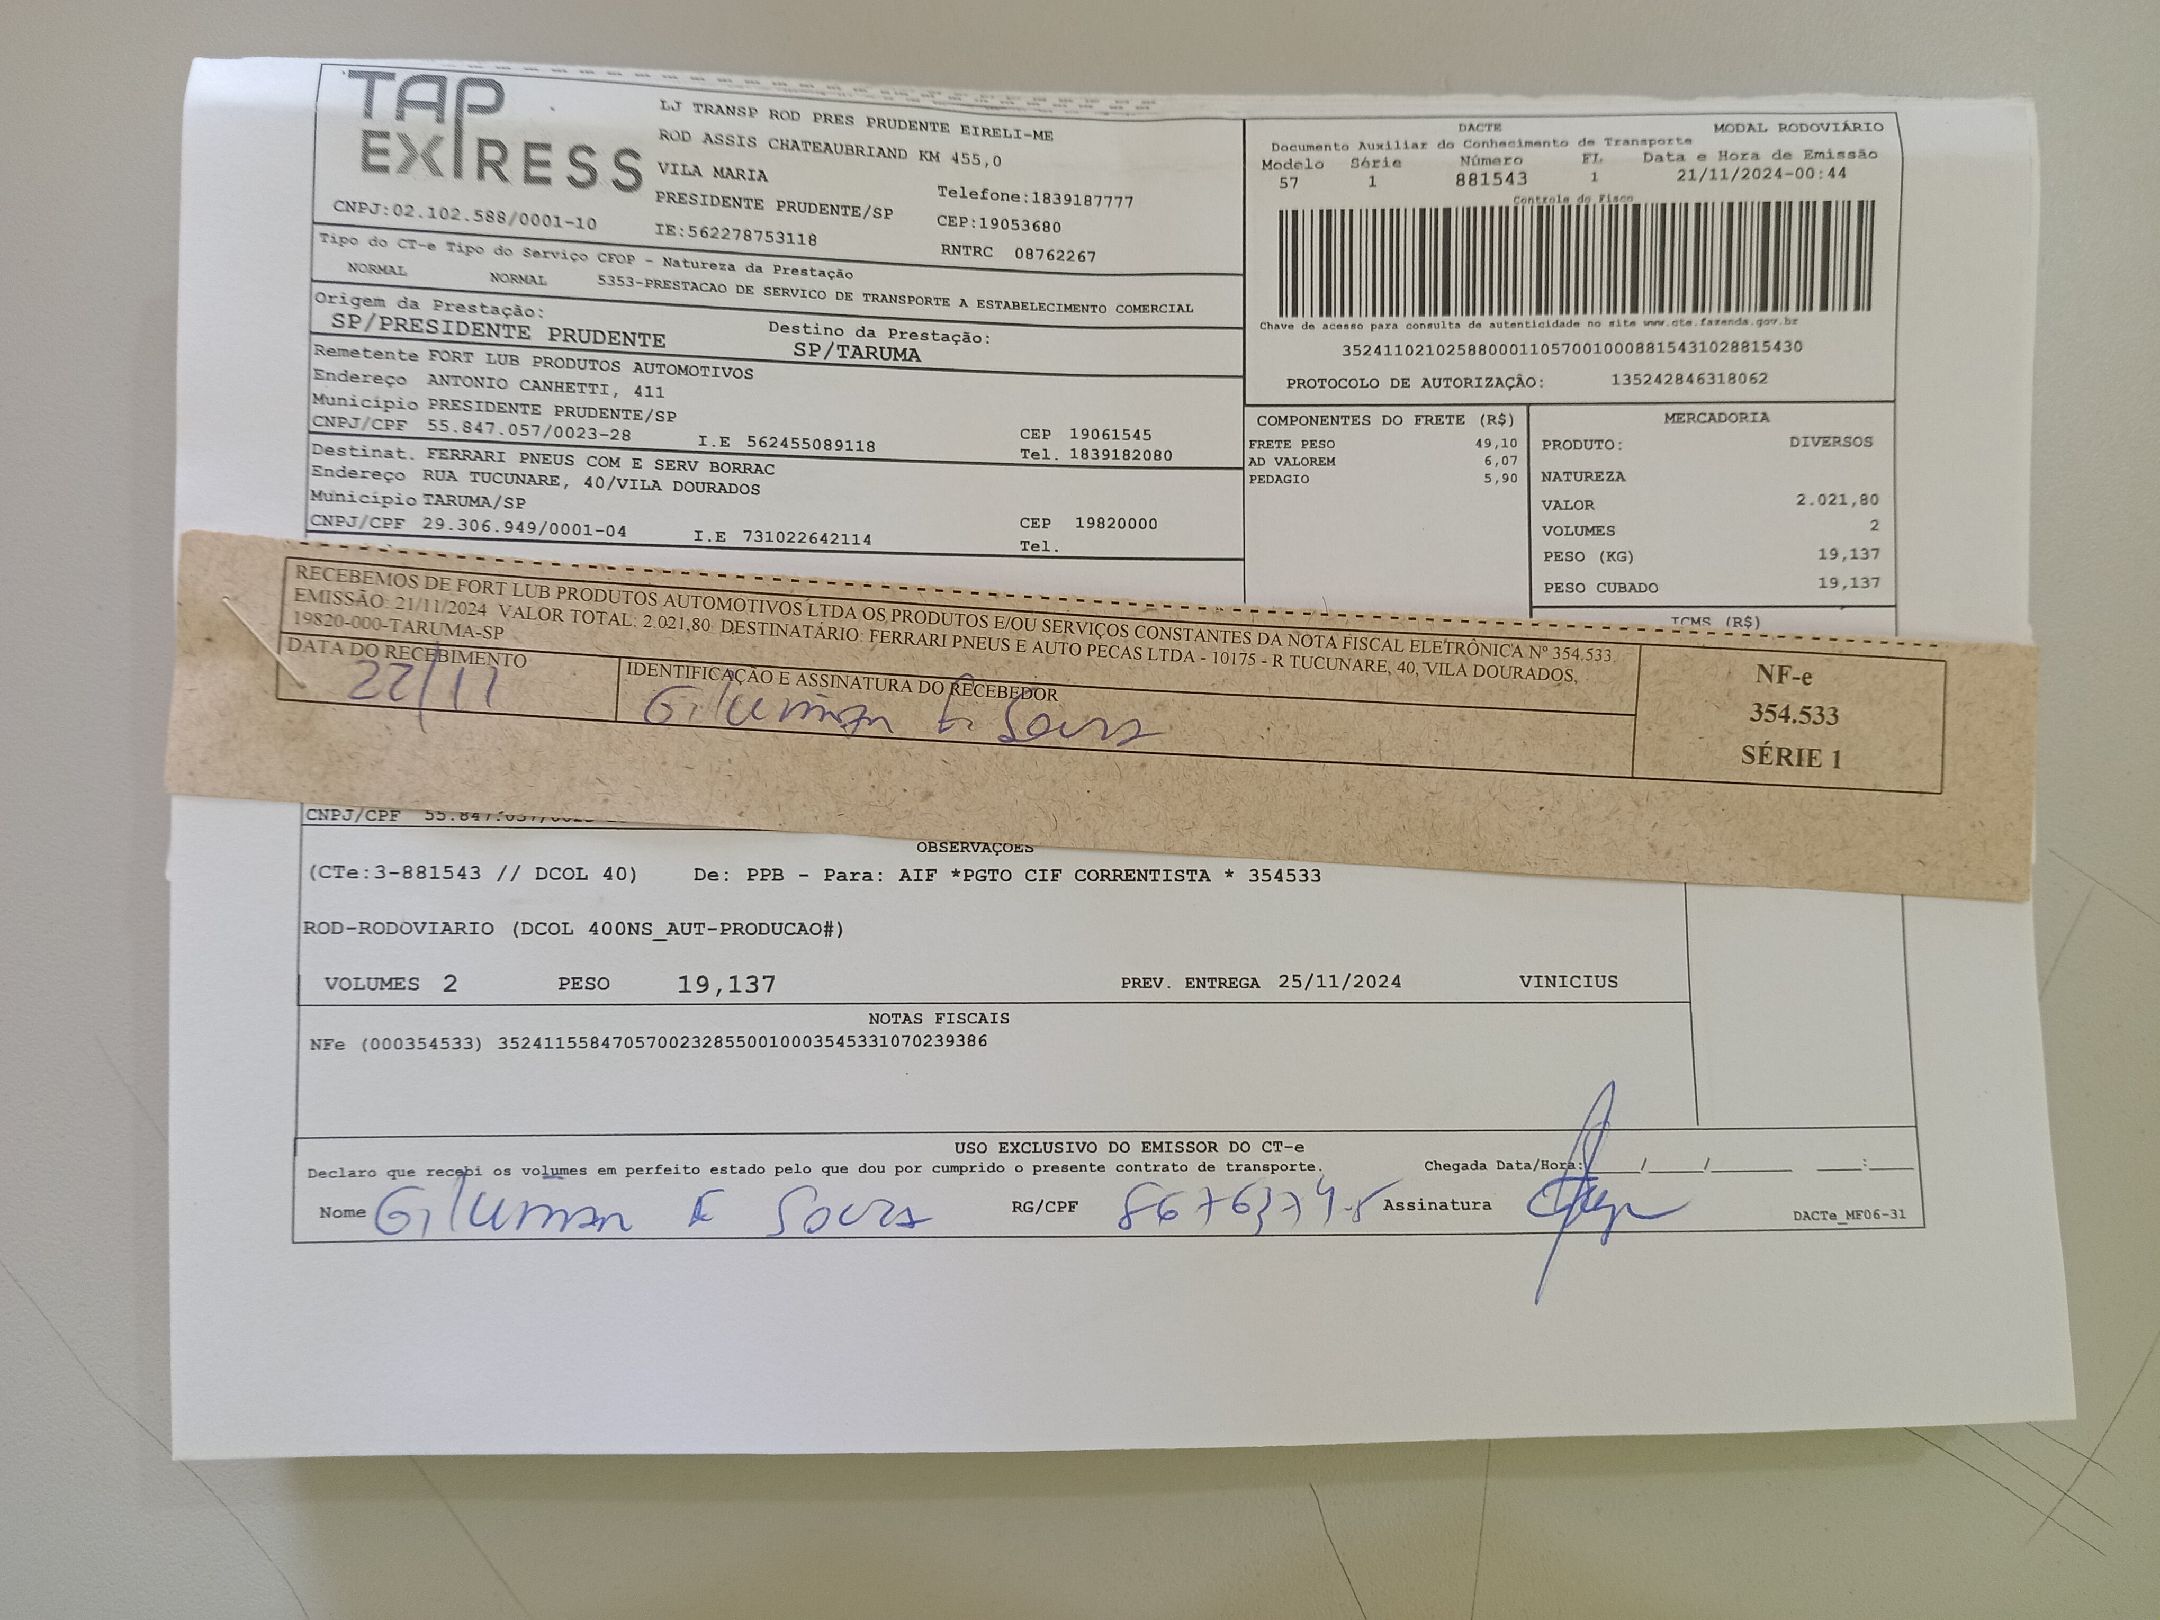 TAP EXPRESS
CNPJ:02.102.588/0001-10
LJ TRANSP ROD PRES PRUDENTE EIRELI-ME
ROD ASSIS CHATEAUBRIAND KM 455,0
VILA MARIA
PRESIDENTE PRUDENTE/SP
IE:562278753118
Telefone:1839187777
CEP:19053680
RNTRC 08762267
DACTE MODAL RODOVIÁRIO
Documento Auxiliar do Conhecimento de Transporte
Modelo Série Número FL Data e Hora de Emissão
57 1 881543 1 21/11/2024-00:44
Controle do Fisco
Chave de acesso para consulta de autenticidade no site www.cte.fazenda.gov.br
35241102102588000110570010008815431028815430
PROTOCOLO DE AUTORIZAÇÃO: 135242846318062
Tipo do CT-e Tipo do Serviço CFOP - Natureza da Prestação
NORMAL NORMAL 5353-PRESTACAO DE SERVICO DE TRANSPORTE A ESTABELECIMENTO COMERCIAL
Origem da Prestação: Destino da Prestação:
SP/PRESIDENTE PRUDENTE SP/TARUMA
Remetente FORT LUB PRODUTOS AUTOMOTIVOS
Endereço ANTONIO CANHETTI, 411
Município PRESIDENTE PRUDENTE/SP CEP 19061545
CNPJ/CPF 55.847.057/0023-28 I.E 562455089118 Tel. 1839182080
Destinat. FERRARI PNEUS COM E SERV BORRAC
Endereço RUA TUCUNARE, 40/VILA DOURADOS
Município TARUMA/SP CEP 19820000
CNPJ/CPF 29.306.949/0001-04 I.E 731022642114 Tel.
COMPONENTES DO FRETE (R$)
FRETE PESO 49,10
AD VALOREM 6,07
PEDAGIO 5,90
MERCADORIA
PRODUTO: DIVERSOS
NATUREZA
VALOR 2.021,80
VOLUMES 2
PESO (KG) 19,137
PESO CUBADO 19,137
ICMS (R$)
RECEBEMOS DE FORT LUB PRODUTOS AUTOMOTIVOS LTDA OS PRODUTOS E/OU SERVIÇOS CONSTANTES DA NOTA FISCAL ELETRÔNICA Nº 354.533
EMISSÃO: 21/11/2024 VALOR TOTAL: 2.021,80 DESTINATÁRIO: FERRARI PNEUS E AUTO PECAS LTDA - 10175 - R TUCUNARE, 40, VILA DOURADOS,
19820-000-TARUMA-SP
DATA DO RECEBIMENTO IDENTIFICAÇÃO E ASSINATURA DO RECEBEDOR
22/11
NF-e
354.533
SÉRIE 1
CNPJ/CPF
OBSERVAÇOES
(CTe:3-881543 // DCOL 40) De: PPB - Para: AIF *PGTO CIF CORRENTISTA * 354533
ROD-RODOVIARIO (DCOL 400NS_AUT-PRODUCAO#)
VOLUMES 2 PESO 19,137 PREV. ENTREGA 25/11/2024 VINICIUS
NOTAS FISCAIS
NFe (000354533) 35241155847057002328550010003545331070239386
USO EXCLUSIVO DO EMISSOR DO CT-e
Declaro que recebi os volumes em perfeito estado pelo que dou por cumprido o presente contrato de transporte. Chegada Data/Hora: / / :
Nome RG/CPF Assinatura
DACTe_MF06-31